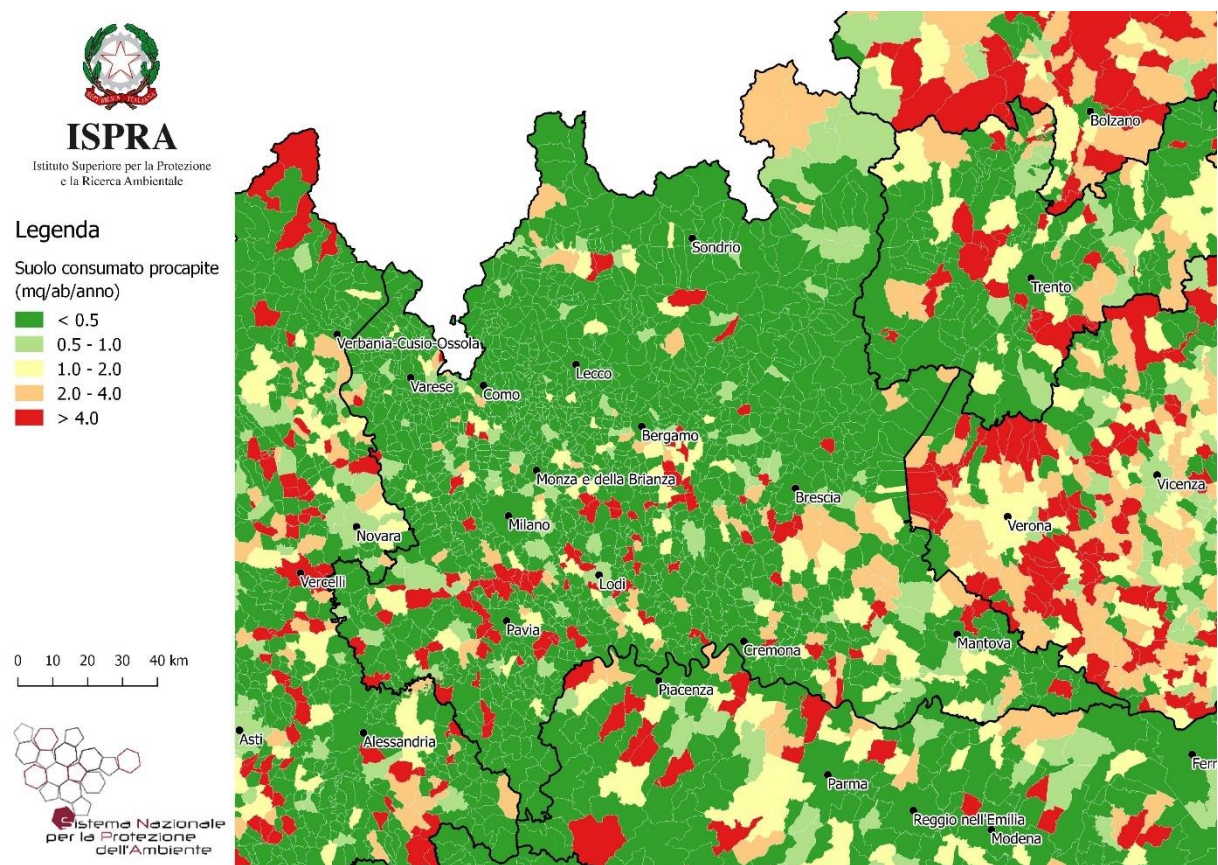 REPVBBLICA ITALIANA
ISPRA
Istituto Superiore per la Protezione
e la Ricerca Ambientale
Legenda
Suolo consumato procapite
(mq/ab/anno)
< 0.5
0.5 - 1.0
1.0 - 2.0
2.0 - 4.0
> 4.0
0 10 20 30 40 km
Sistema Nazionale
per la Protezione
dell'Ambiente
Bolzano
Sondrio
Trento
Verbania-Cusio-Ossola
Lecco
Varese
Como
Bergamo
Monza e della Brianza
Vicenza
Brescia
Milano
Verona
Novara
Vercelli
Lodi
Pavia
Mantova
Cremona
Piacenza
Asti
Alessandria
Ferr
Parma
Reggio nell'Emilia
Modena